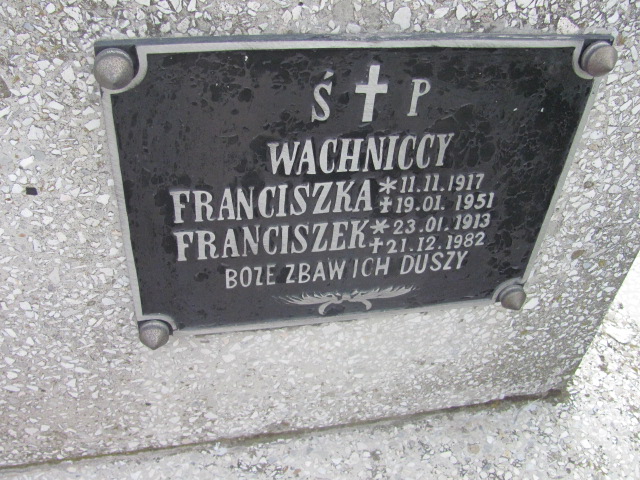 Ś ✝ P
WACHNICCY
FRANCISZKA * 11.11.1917
✝ 19.01.1951
FRANCISZEK * 23.01.1913
✝ 21.12.1982
BOZE ZBAW ICH DUSZY